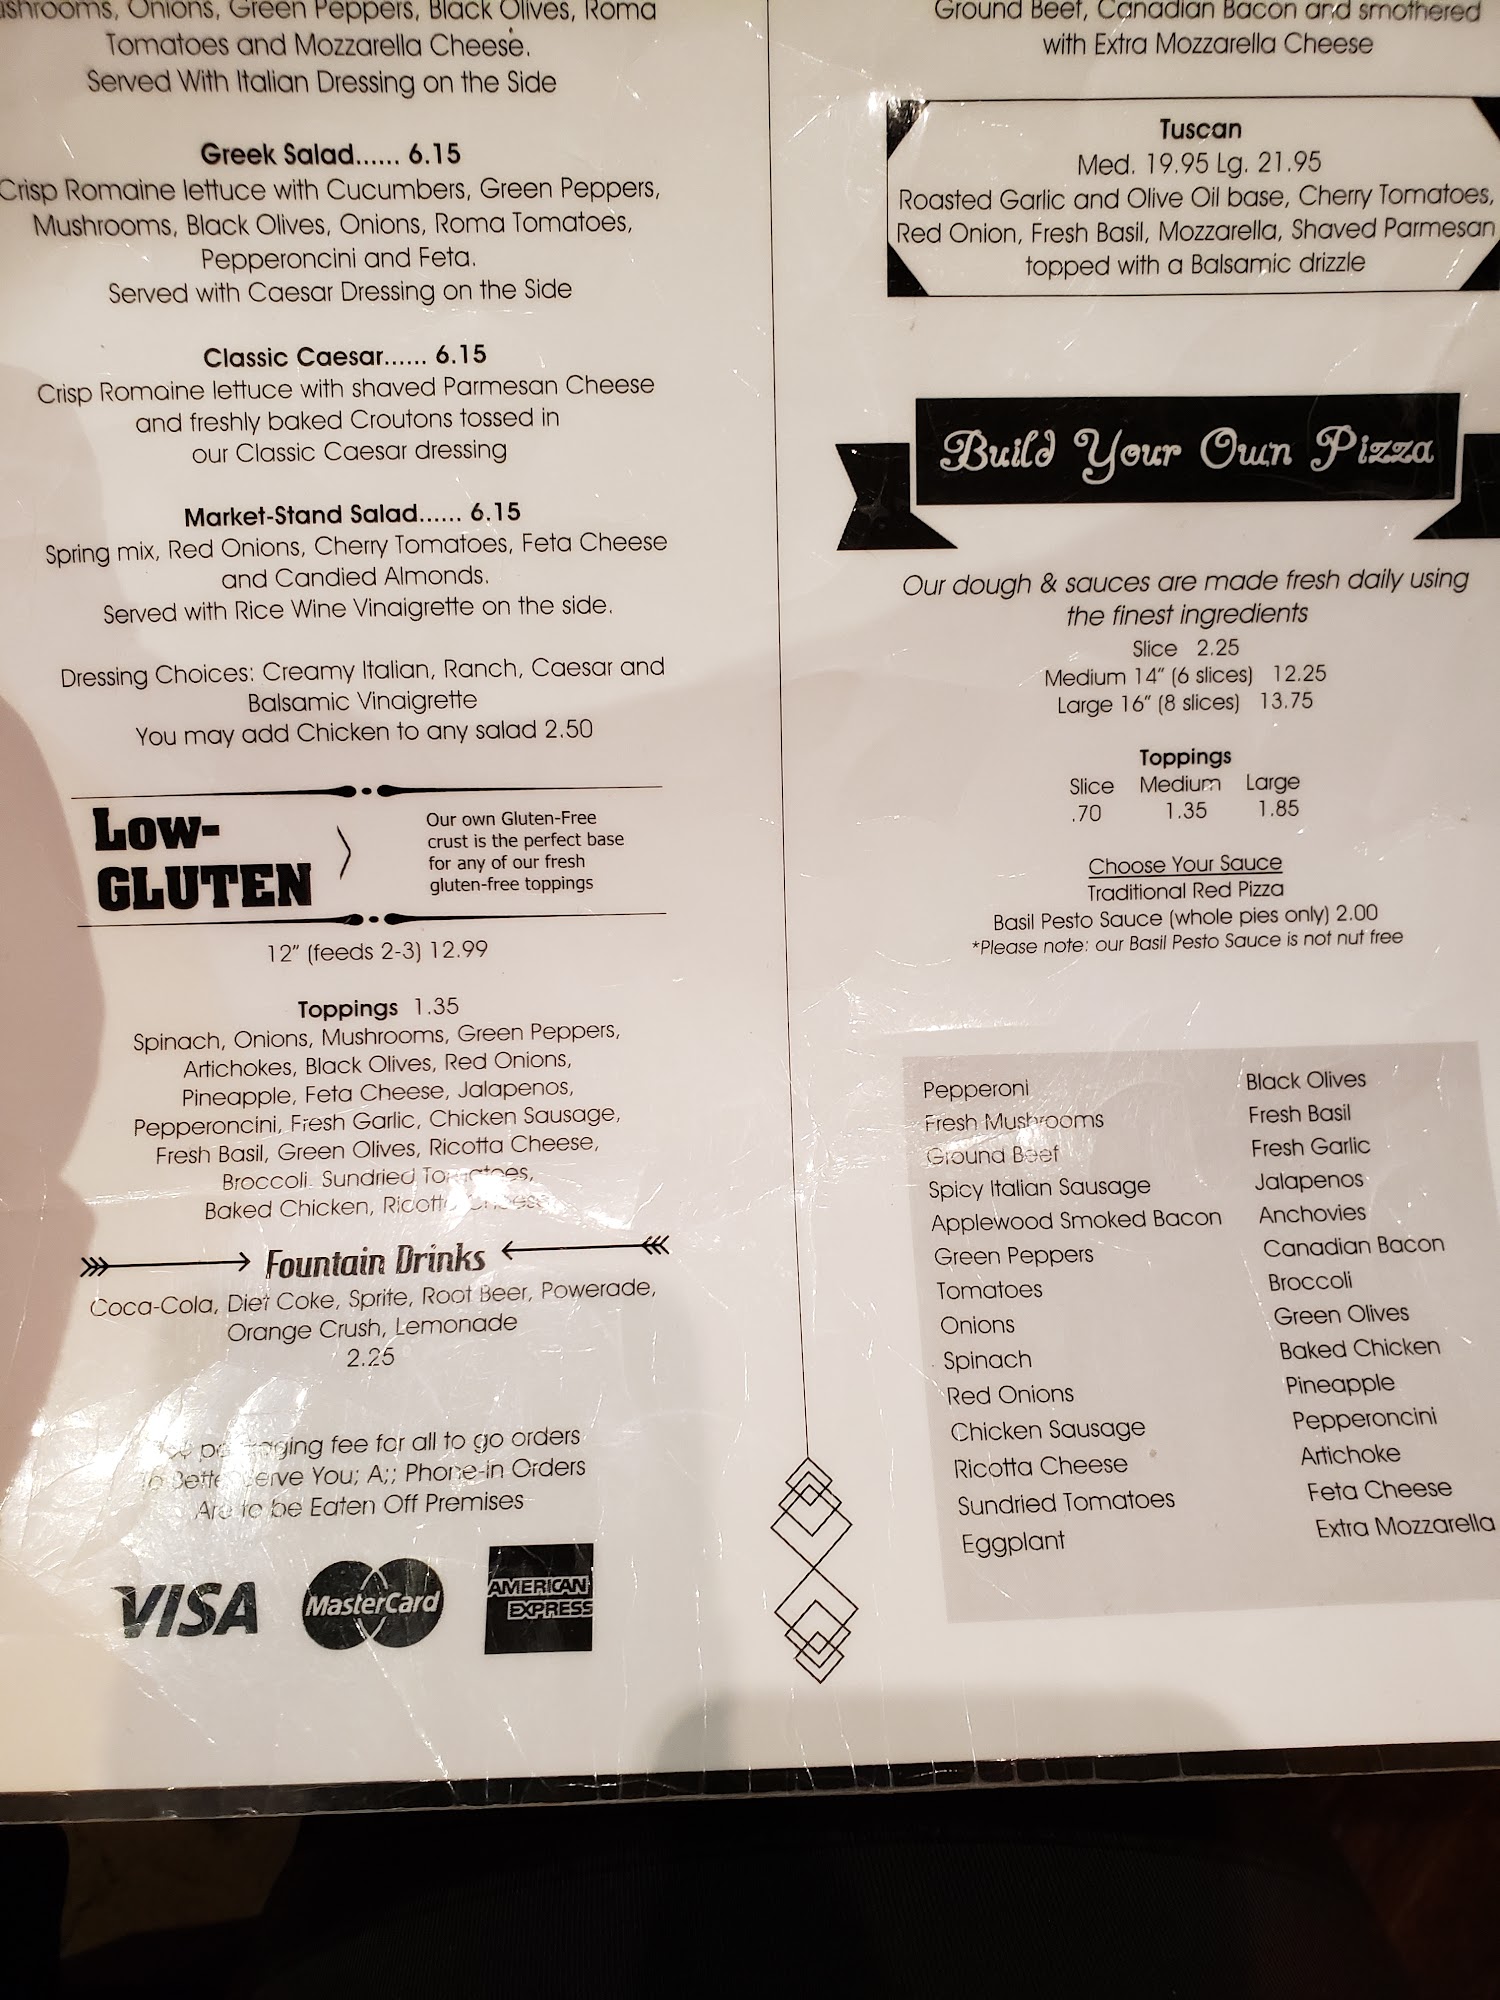 Mushrooms, Onions, Green Peppers, Black Olives, Roma
Tomatoes and Mozzarella Cheese.
Served With Italian Dressing on the Side
Greek Salad...... 6.15
Crisp Romaine lettuce with Cucumbers, Green Peppers,
Mushrooms, Black Olives, Onions, Roma Tomatoes,
Pepperoncini and Feta.
Served with Caesar Dressing on the Side
Classic Caesar...... 6.15
Crisp Romaine lettuce with shaved Parmesan Cheese
and freshly baked Croutons tossed in
our Classic Caesar dressing
Market-Stand Salad...... 6.15
Spring mix, Red Onions, Cherry Tomatoes, Feta Cheese
and Candied Almonds.
Served with Rice Wine Vinaigrette on the side.
Dressing Choices: Creamy Italian, Ranch, Caesar and
Balsamic Vinaigrette
You may add Chicken to any salad 2.50
Low-
GLUTEN
Our own Gluten-Free
crust is the perfect base
for any of our fresh
gluten-free toppings
12" (feeds 2-3) 12.99
Toppings 1.35
Spinach, Onions, Mushrooms, Green Peppers,
Artichokes, Black Olives, Red Onions,
Pineapple, Feta Cheese, Jalapenos,
Pepperoncini, Fresh Garlic, Chicken Sausage,
Fresh Basil, Green Olives, Ricotta Cheese,
Broccoli. Sundried Tomatoes,
Baked Chicken, Ricotta Cheese
Fountain Drinks
Coca-Cola, Diet Coke, Sprite, Root Beer, Powerade,
Orange Crush, Lemonade
2.25
packaging fee for all to go orders
To Better Serve You; A;; Phone-in Orders
Are to be Eaten Off Premises
VISA
MasterCard
AMERICAN
EXPRESS
Ground Beef, Canadian Bacon and smothered
with Extra Mozzarella Cheese
Tuscan
Med. 19.95 Lg. 21.95
Roasted Garlic and Olive Oil base, Cherry Tomatoes,
Red Onion, Fresh Basil, Mozzarella, Shaved Parmesan
topped with a Balsamic drizzle
Build Your Own Pizza
Our dough & sauces are made fresh daily using
the finest ingredients
Slice 2.25
Medium 14" (6 slices) 12.25
Large 16" (8 slices) 13.75
Toppings
Slice Medium Large
.70 1.35 1.85
Choose Your Sauce
Traditional Red Pizza
Basil Pesto Sauce (whole pies only) 2.00
*Please note: our Basil Pesto Sauce is not nut free
Pepperoni
Fresh Mushrooms
Ground Beef
Spicy Italian Sausage
Applewood Smoked Bacon
Green Peppers
Tomatoes
Onions
Spinach
Red Onions
Chicken Sausage
Ricotta Cheese
Sundried Tomatoes
Eggplant
Black Olives
Fresh Basil
Fresh Garlic
Jalapenos
Anchovies
Canadian Bacon
Broccoli
Green Olives
Baked Chicken
Pineapple
Pepperoncini
Artichoke
Feta Cheese
Extra Mozzarella